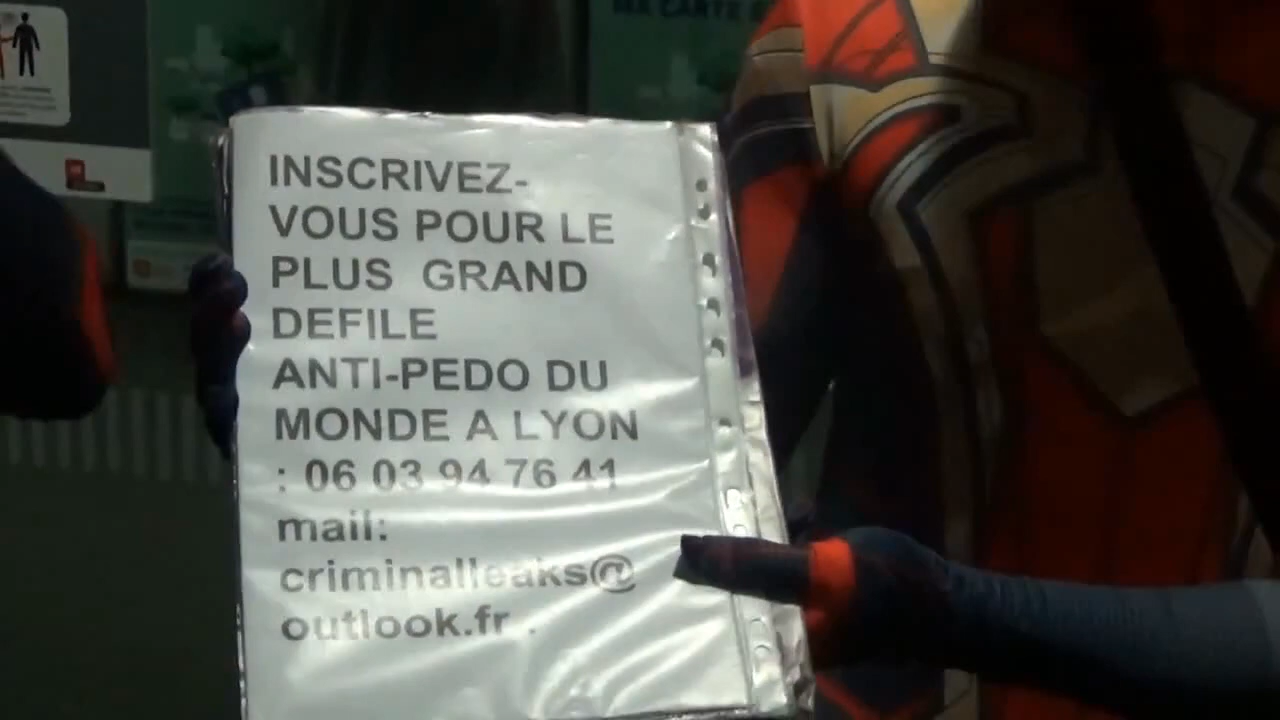 INSCRIVEZ-
VOUS POUR LE
PLUS GRAND
DEFILE
ANTI-PEDO DU
MONDE A LYON
: 06 03 94 76 41
mail:
criminalleaks@
outlook.fr .